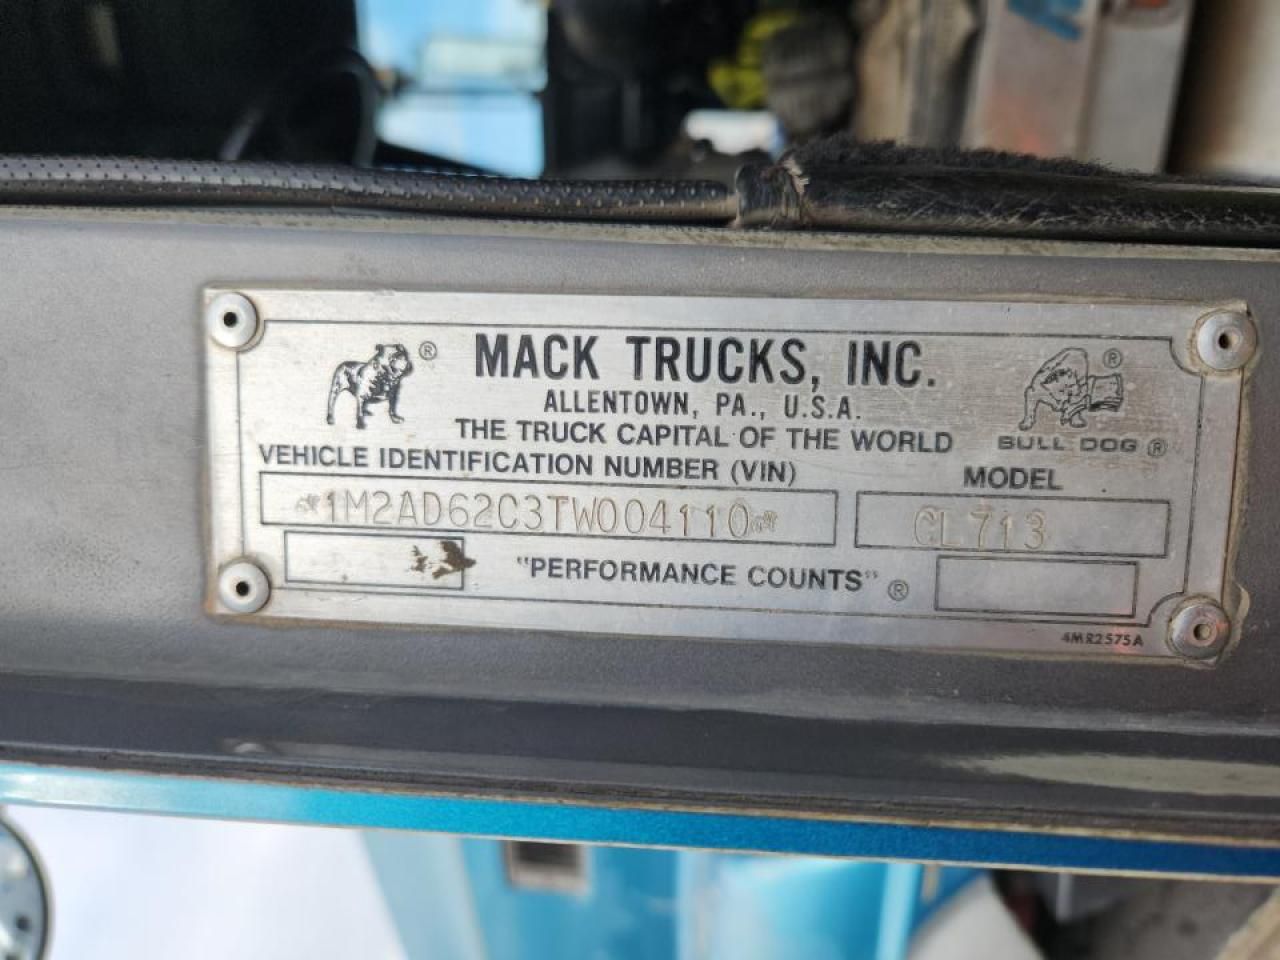 ®
MACK TRUCKS, INC.
®
ALLENTOWN, PA., U.S.A.
THE TRUCK CAPITAL OF THE WORLD
BULL DOG ®
VEHICLE IDENTIFICATION NUMBER (VIN)
MODEL
1M2AD62C3TW004110
CL713
"PERFORMANCE COUNTS" ®
4MR2575A